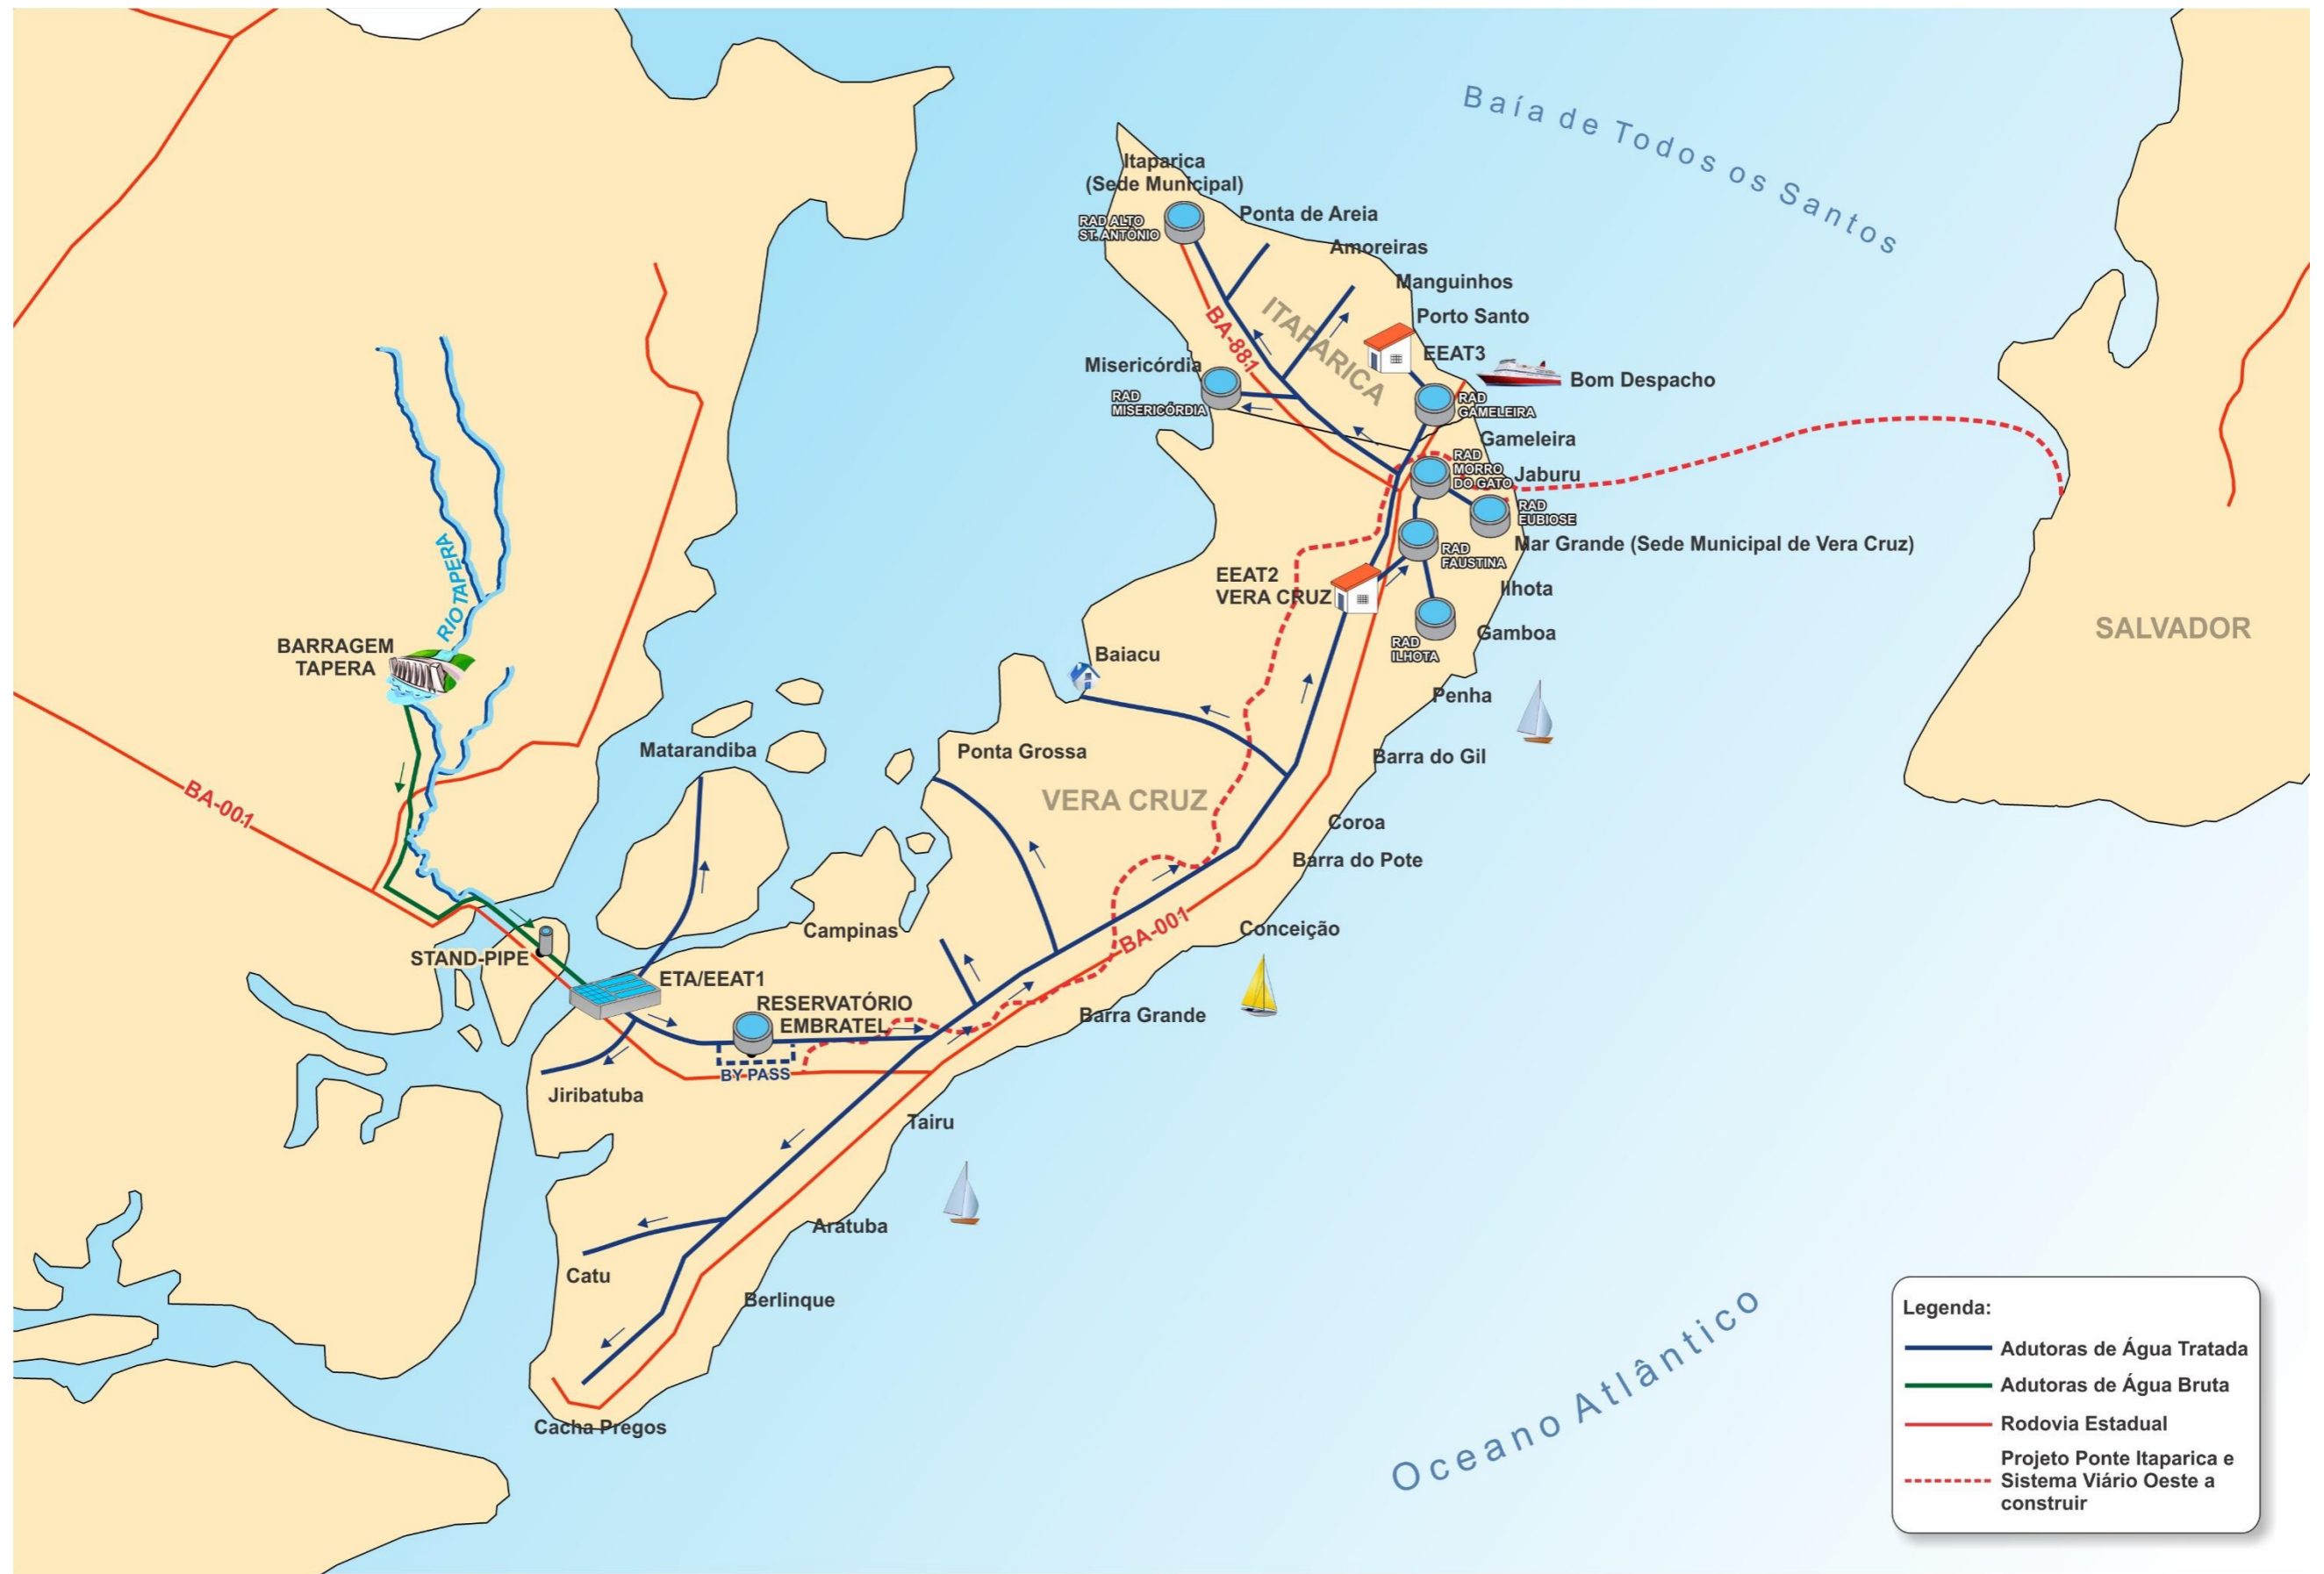 Baía de Todos os Santos
Itaparica
(Sede Municipal)
RAD ALTO
ST. ANTÔNIO
Ponta de Areia
Amoreiras
Manguinhos
Porto Santo
ITAPARICA
BA-881
EEAT3
Misericórdia
RAD
MISERICÓRDIA
Bom Despacho
RAD
GAMELEIRA
Gameleira
RAD
MORRO
DO GATO
Jaburu
RAD
EUBIOSE
Mar Grande (Sede Municipal de Vera Cruz)
RAD
FAUSTINA
EEAT2
VERA CRUZ
Ilhota
Gamboa
RAD
ILHOTA
SALVADOR
RIO TAPERA
BARRAGEM
TAPERA
Baiacu
Penha
Matarandiba
Ponta Grossa
Barra do Gil
VERA CRUZ
BA-001
Coroa
Barra do Pote
Campinas
BA-001
Conceição
STAND-PIPE
ETA/EEAT1
RESERVATÓRIO
EMBRATEL
Barra Grande
BY-PASS
Jiribatuba
Tairu
Aratuba
Catu
Berlinque
Cacha Pregos
Oceano Atlântico
Legenda:
Adutoras de Água Tratada
Adutoras de Água Bruta
Rodovia Estadual
Projeto Ponte Itaparica e
Sistema Viário Oeste a
construir